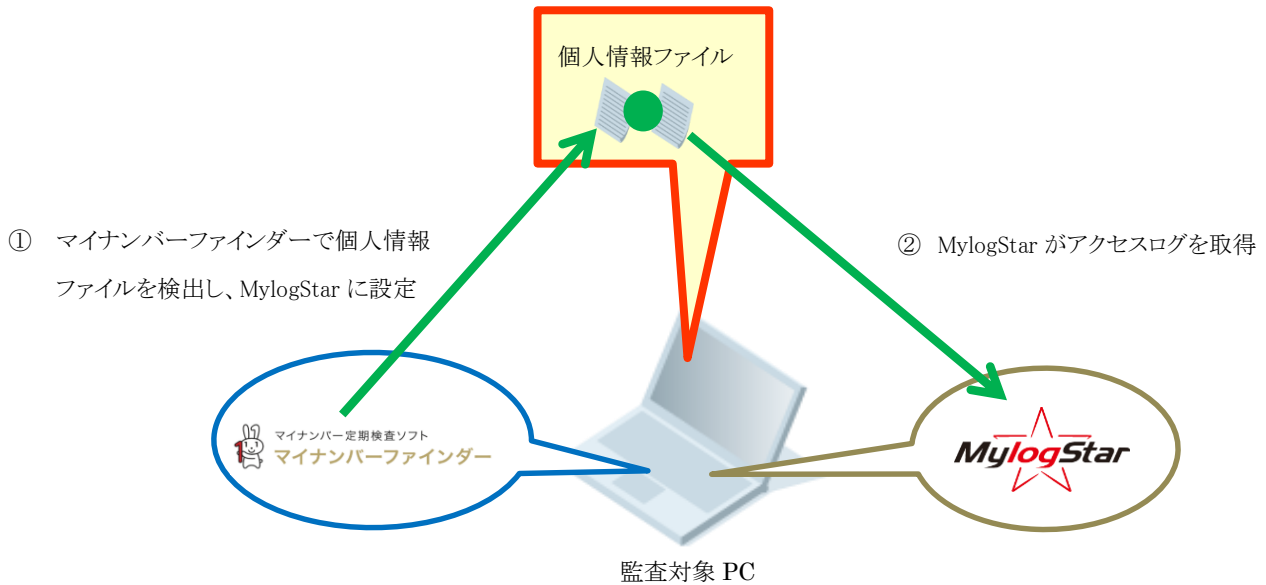 個人情報ファイル
① マイナンバーファインダーで個人情報
ファイルを検出し、MylogStar に設定
② MylogStar がアクセスログを取得
マイナンバー定期検査ソフト
マイナンバーファインダー
MylogStar
監査対象 PC